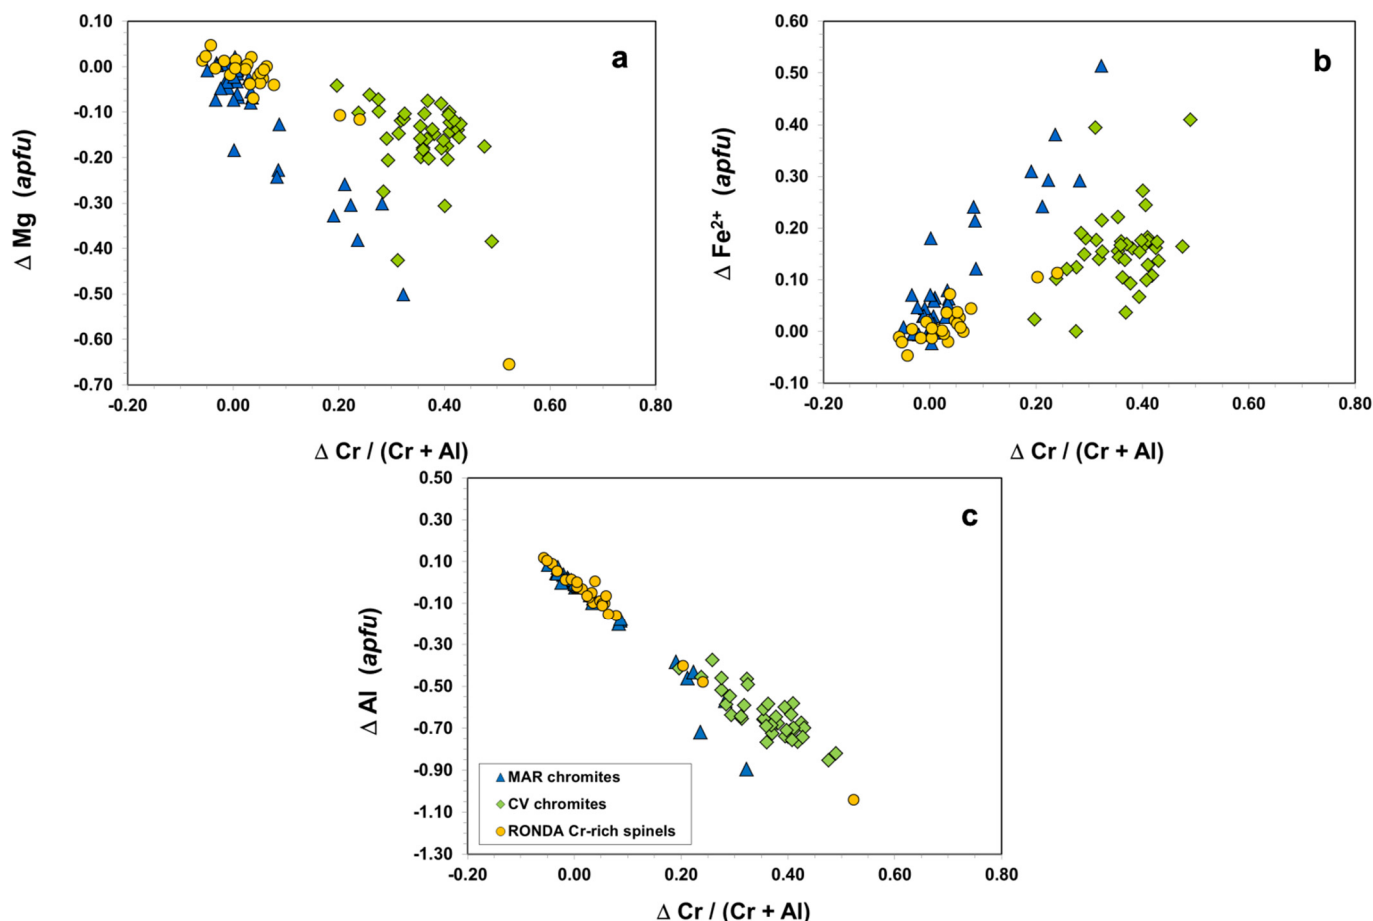 a
0.10
0.00
-0.10
-0.20
-0.30
-0.40
-0.50
-0.60
-0.70
Δ Mg (apfu)
-0.20 0.00 0.20 0.40 0.60 0.80
Δ Cr / (Cr + Al)
b
0.60
0.50
0.40
0.30
0.20
0.10
0.00
-0.10
Δ Fe²⁺ (apfu)
-0.20 0.00 0.20 0.40 0.60 0.80
Δ Cr / (Cr + Al)
c
0.50
0.30
0.10
-0.10
-0.30
-0.50
-0.70
-0.90
-1.10
-1.30
Δ Al (apfu)
MAR chromites
CV chromites
RONDA Cr-rich spinels
-0.20 0.00 0.20 0.40 0.60 0.80
Δ Cr / (Cr + Al)